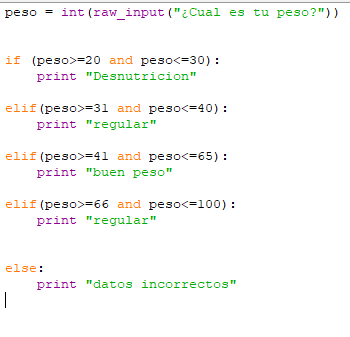 peso = int(raw_input("¿Cual es tu peso?"))
if (peso>=20 and peso<=30):
    print "Desnutricion"
elif(peso>=31 and peso<=40):
    print "regular"
elif(peso>=41 and peso<=65):
    print "buen peso"
elif(peso>=66 and peso<=100):
    print "regular"
else:
    print "datos incorrectos"